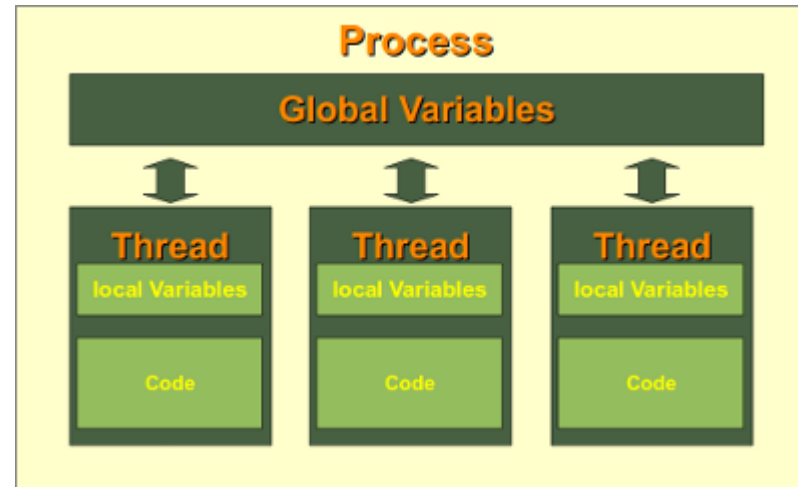 Process
Global Variables
Thread
Thread
Thread
local Variables
local Variables
local Variables
Code
Code
Code